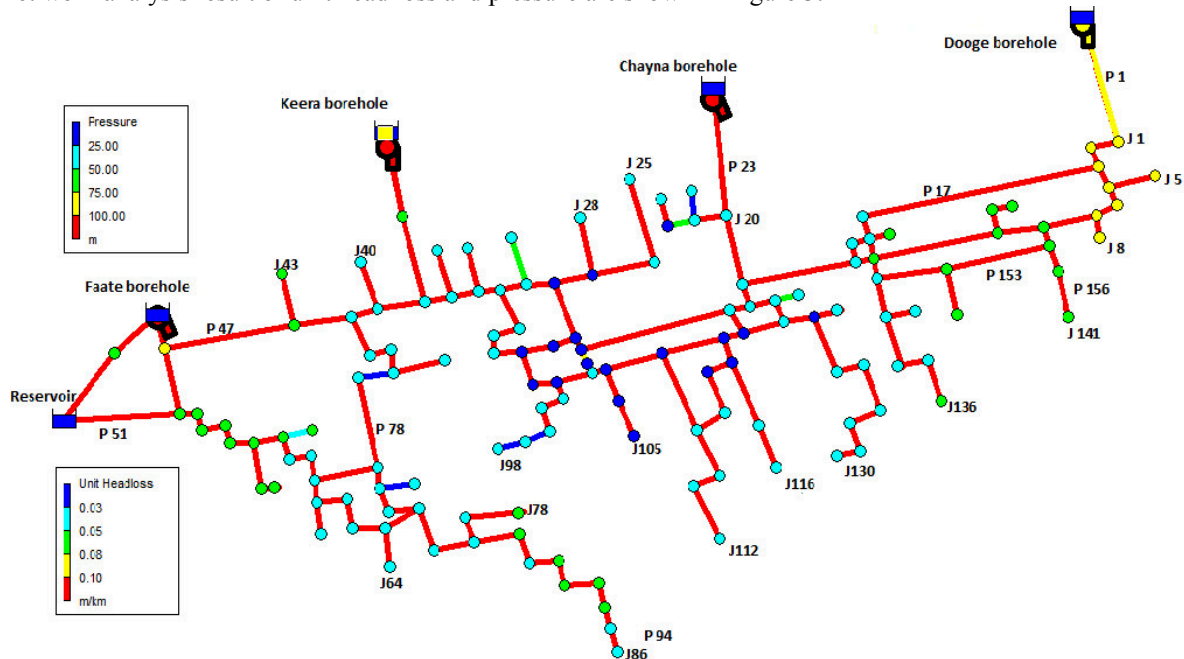 Dooge borehole
Chayna borehole
P 1
Keera borehole
Pressure
25.00
50.00
75.00
100.00
m
J 1
J 25
P 23
J 5
P 17
J 28
J 20
J40
J 8
J43
P 153
Faate borehole
P 156
P 47
J 141
Reservoir
J136
P 51
P 78
J105
J98
J130
Unit Headloss
0.03
0.05
0.08
0.10
m/km
J116
J78
J112
J64
P 94
J86